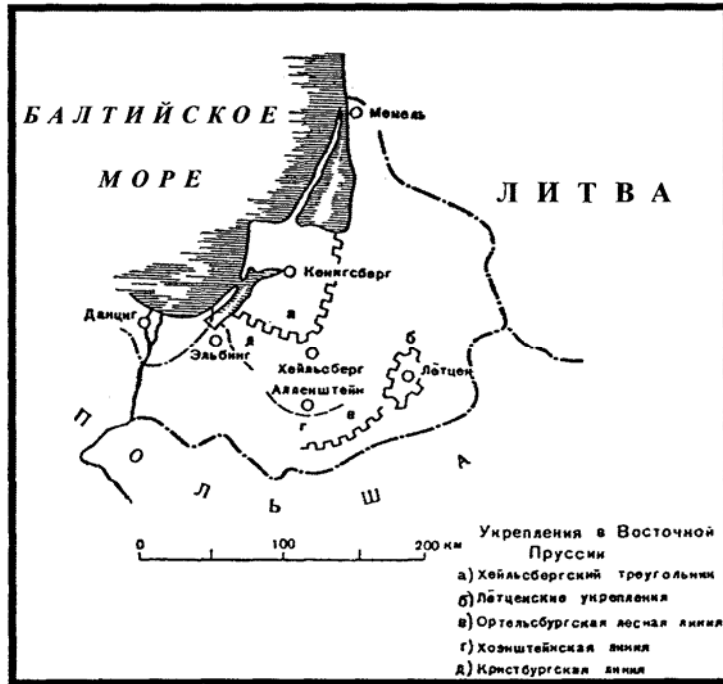 БАЛТИЙСКОЕ
МОРЕ
Мемель
ЛИТВА
Кенигсберг
Данциг
а
д
Эльбинг
Хейльсберг
б
Лётцен
Алленштейн
г
в
ПОЛЬША
0 100 200 км
Укрепления в Восточной
Пруссии
а) Хейльсбергский треугольник
б) Лётценские укрепления
в) Ортельсбургская лесная линия
г) Хоэнштейнская линия
д) Кристбургская линия